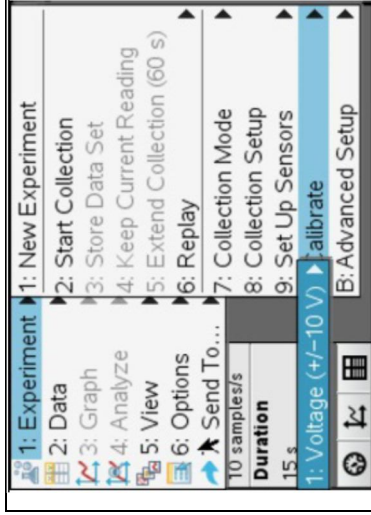 1: Experiment
2: Data
3: Graph
4: Analyze
5: View
6: Options
Send To...
10 samples/s
Duration
15 s
1: New Experiment
2: Start Collection
3: Store Data Set
4: Keep Current Reading
5: Extend Collection (60 s)
6: Replay
7: Collection Mode
8: Collection Setup
9: Set Up Sensors
1: Voltage (+/–10 V)
alibrate
B: Advanced Setup